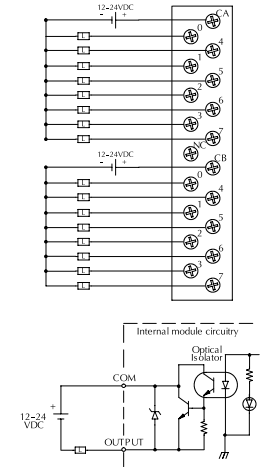 12–24VDC
- +
CA
0
L
4
L
1
L
5
L
2
L
6
L
3
L
7
L
NC
12–24VDC
- +
CB
0
L
4
L
1
L
5
L
2
L
6
L
3
L
7
L
Internal module circuitry
Optical
Isolator
COM
+
12–24
VDC
OUTPUT
L